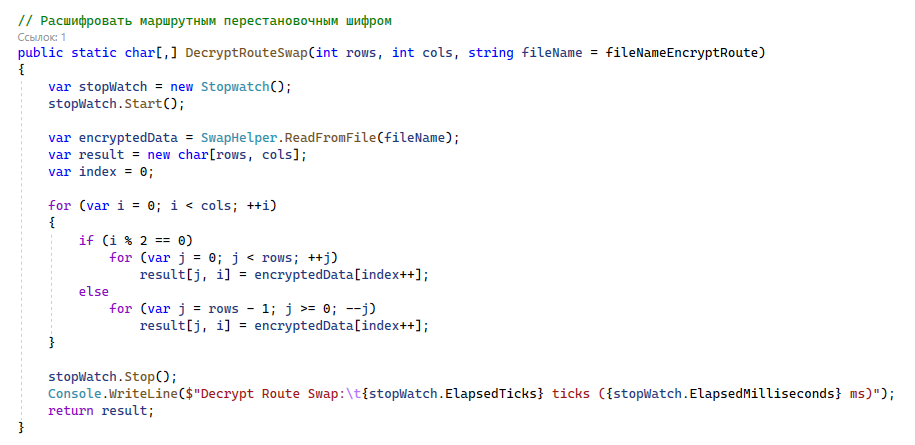 // Расшифровать маршрутным перестановочным шифром
Ссылок: 1
public static char[,] DecryptRouteSwap(int rows, int cols, string fileName = fileNameEncryptRoute)
{
    var stopWatch = new Stopwatch();
    stopWatch.Start();

    var encryptedData = SwapHelper.ReadFromFile(fileName);
    var result = new char[rows, cols];
    var index = 0;

    for (var i = 0; i < cols; ++i)
    {
        if (i % 2 == 0)
            for (var j = 0; j < rows; ++j)
                result[j, i] = encryptedData[index++];
        else
            for (var j = rows - 1; j >= 0; --j)
                result[j, i] = encryptedData[index++];
    }

    stopWatch.Stop();
    Console.WriteLine($"Decrypt Route Swap:\t{stopWatch.ElapsedTicks} ticks ({stopWatch.ElapsedMilliseconds} ms)");
    return result;
}